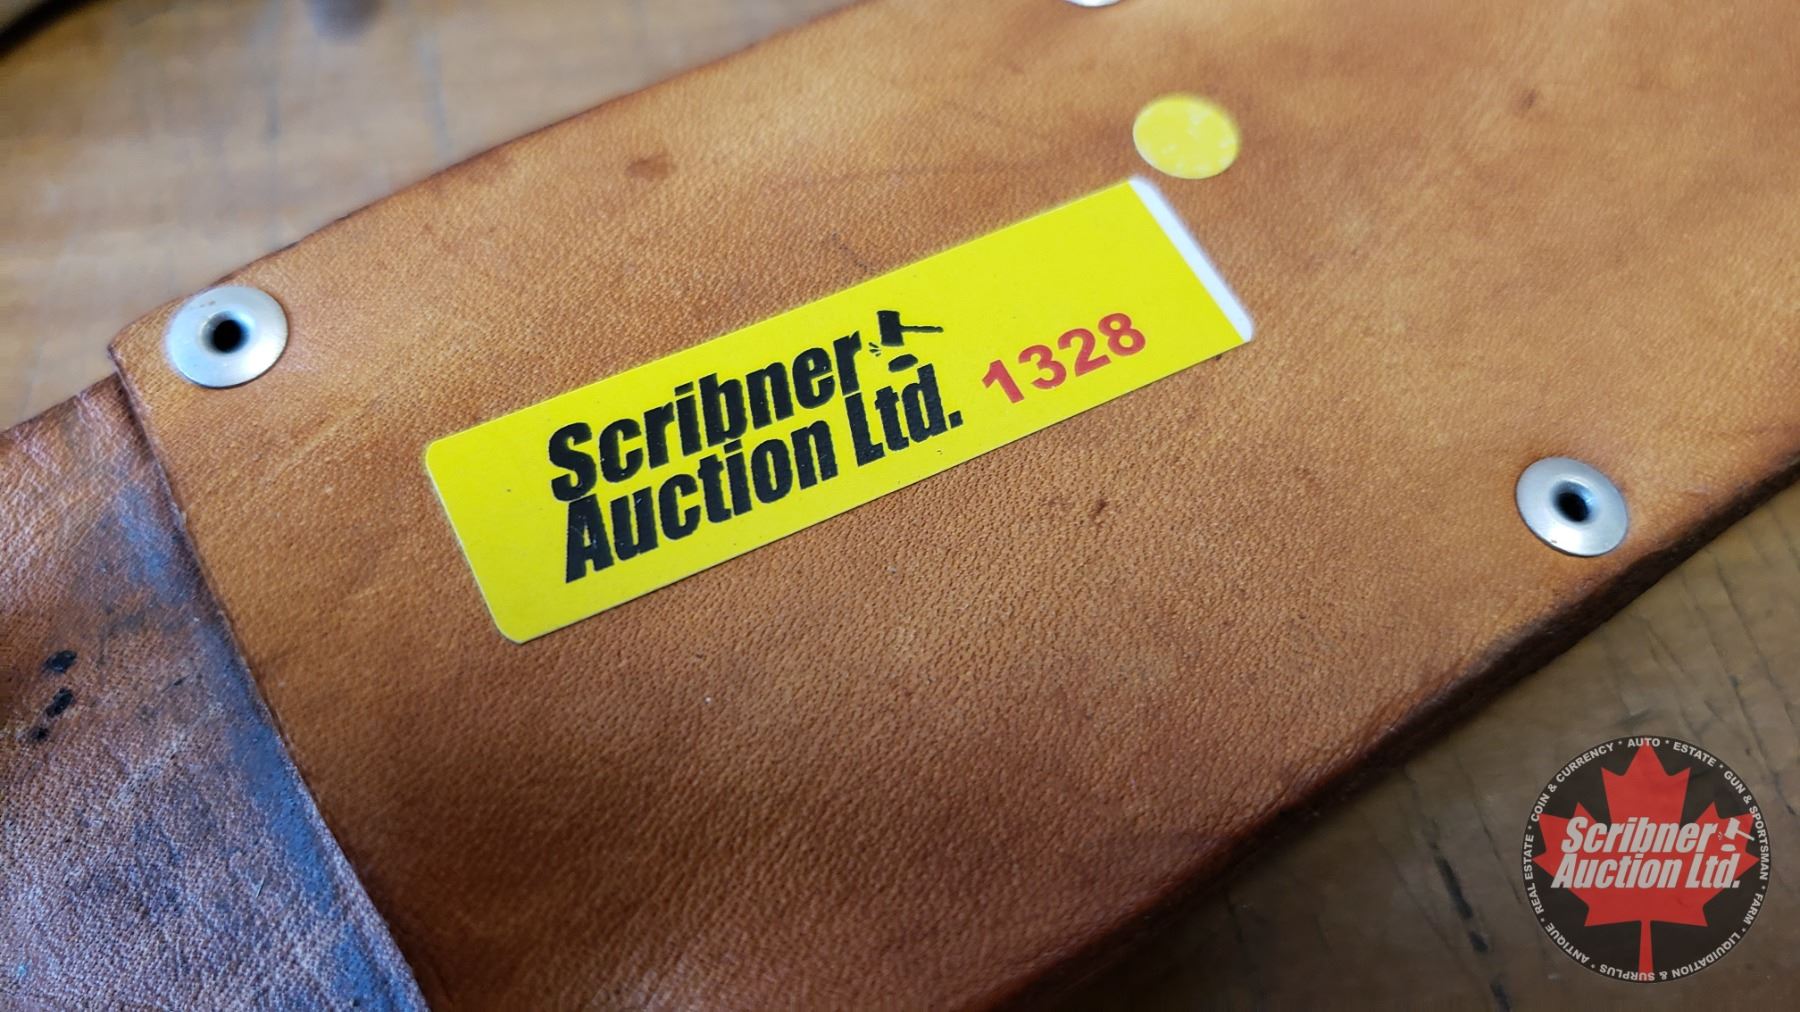 Scribner
Auction Ltd.
1328
REAL ESTATE * COIN & CURRENCY * AUTO * ESTATE * GUN & SPORTSMAN * FARM * LIQUIDATION & SURPLUS * ANTIQUE *
Scribner
Auction Ltd.